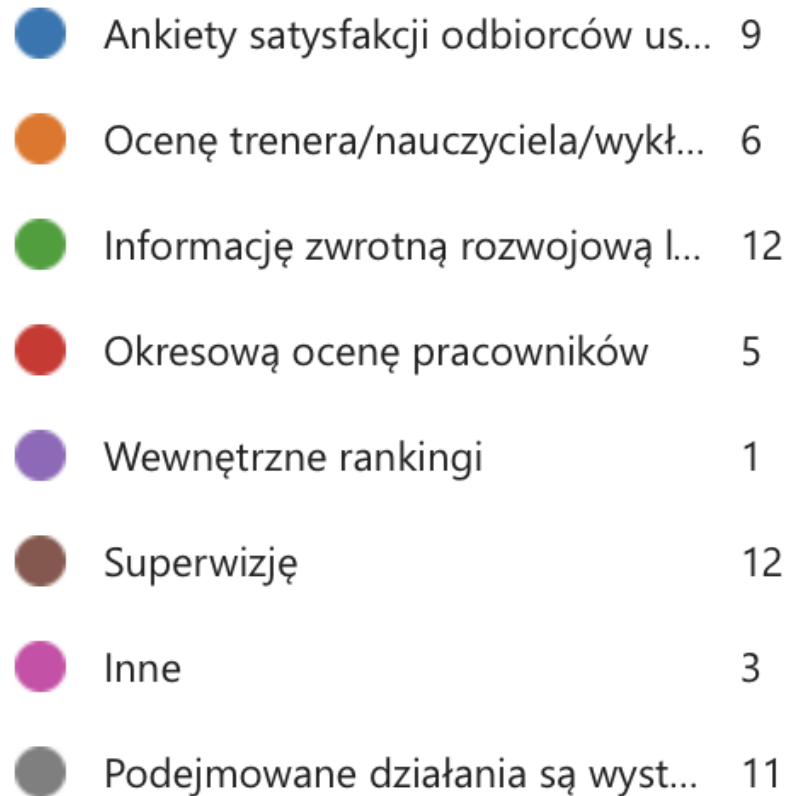 Ankiety satysfakcji odbiorców us... 9
Ocenę trenera/nauczyciela/wykł... 6
Informację zwrotną rozwojową l... 12
Okresową ocenę pracowników 5
Wewnętrzne rankingi 1
Superwizję 12
Inne 3
Podejmowane działania są wyst... 11